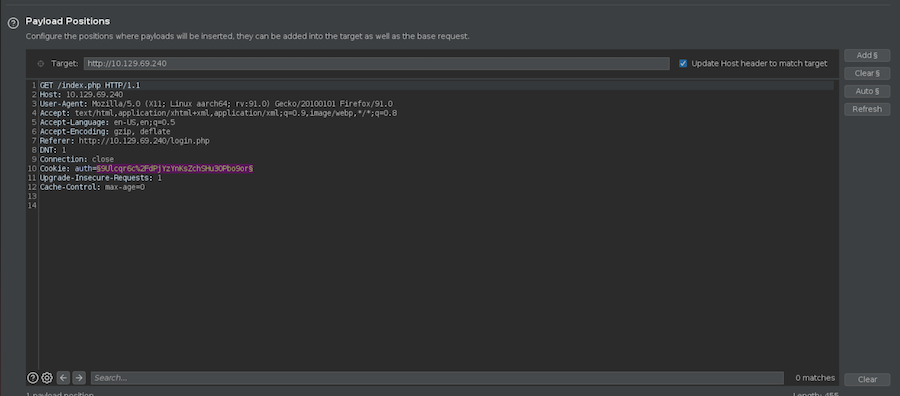 Payload Positions
Configure the positions where payloads will be inserted, they can be added into the target as well as the base request.
Add §
Target: http://10.129.69.240 Update Host header to match target
Clear §
1 GET /index.php HTTP/1.1
Auto §
2 Host: 10.129.69.240
3 User-Agent: Mozilla/5.0 (X11; Linux aarch64; rv:91.0) Gecko/20100101 Firefox/91.0
Refresh
4 Accept: text/html,application/xhtml+xml,application/xml;q=0.9,image/webp,*/*;q=0.8
5 Accept-Language: en-US,en;q=0.5
6 Accept-Encoding: gzip, deflate
7 Referer: http://10.129.69.240/login.php
8 DNT: 1
9 Connection: close
10 Cookie: auth=§9Ulcqr6c%2FdPjYzYnKsZchSHu3OPbo9or§
11 Upgrade-Insecure-Requests: 1
12 Cache-Control: max-age=0
13
14
Search... 0 matches Clear
1 payload position Length: 455